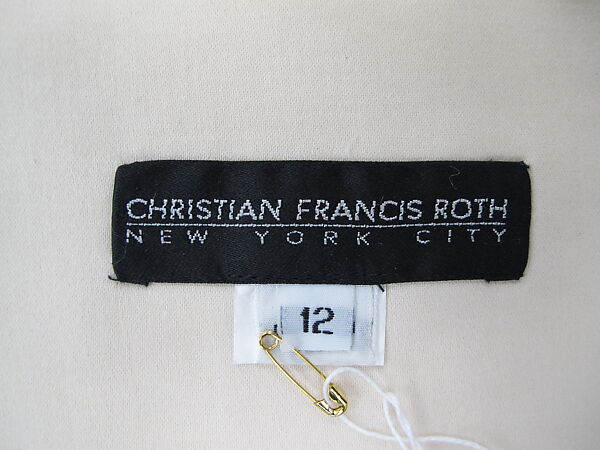 CHRISTIAN FRANCIS ROTH
NEW YORK CITY
12